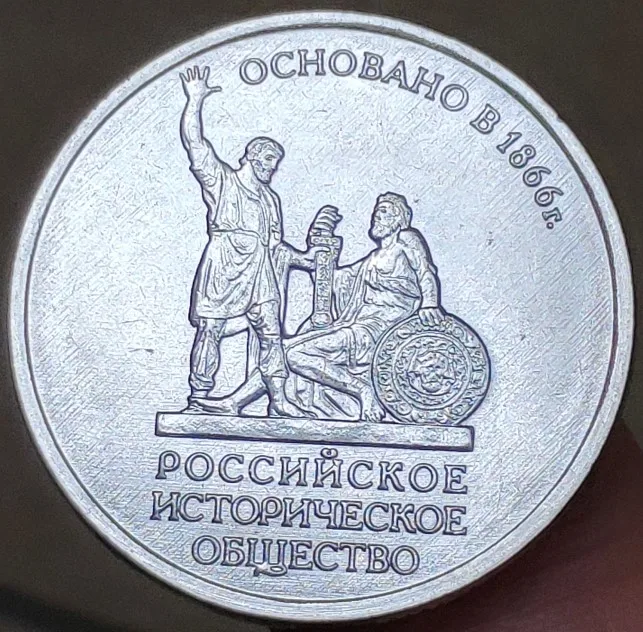 ОСНОВАНО В 1866г.
РОССИЙСКОЕ
ИСТОРИЧЕСКОЕ
ОБЩЕСТВО